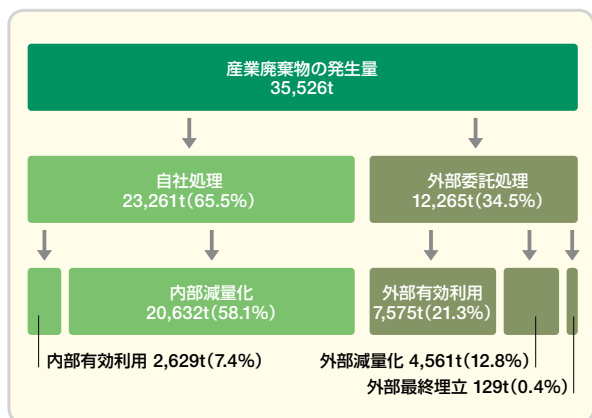 産業廃棄物の発生量
35,526t
自社処理
23,261t(65.5%)
外部委託処理
12,265t(34.5%)
内部減量化
20,632t(58.1%)
外部有効利用
7,575t(21.3%)
内部有効利用 2,629t(7.4%)
外部減量化 4,561t(12.8%)
外部最終埋立 129t(0.4%)